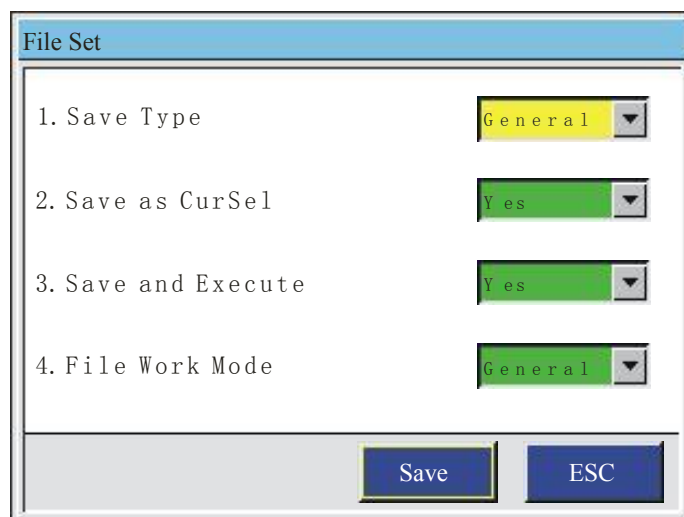 File Set
1. Save Type General
2. Save as CurSel Yes
3. Save and Execute Yes
4. File Work Mode General
Save ESC